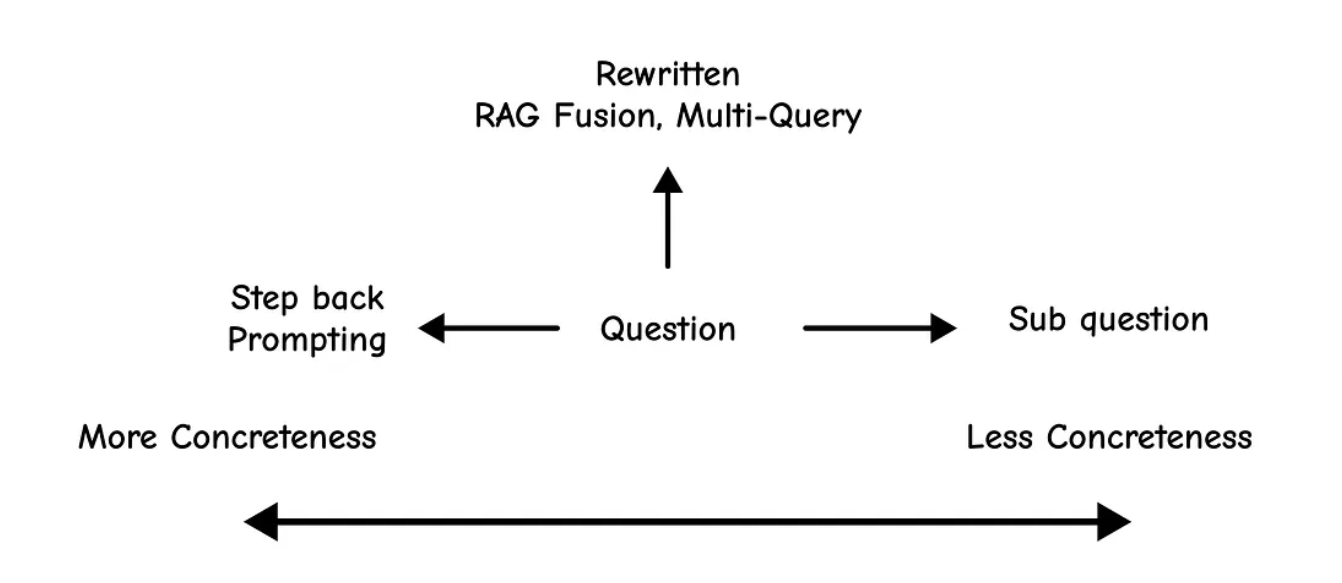 Rewritten
RAG Fusion, Multi-Query
Step back
Prompting
Question
Sub question
More Concreteness
Less Concreteness